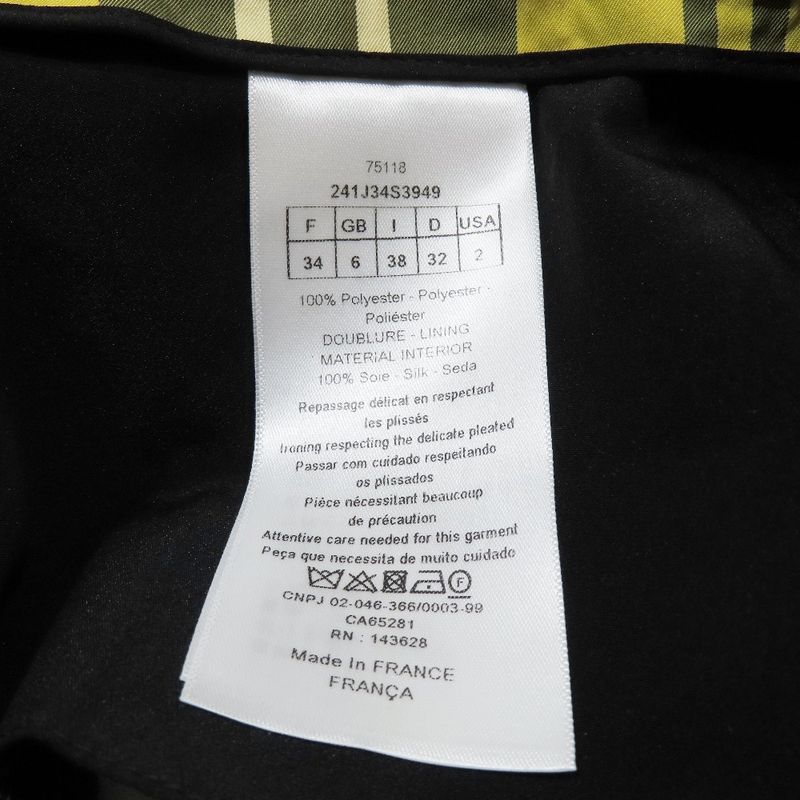 75118
241J34S3949
F GB I D USA
34 6 38 32 2
100% Polyester - Polyester -
Poliéster
DOUBLURE - LINING
MATERIAL INTERIOR
100% Soie - Silk - Seda
Repassage délicat en respectant
les plissés
Ironing respecting the delicate pleated
Passar com cuidado respeitando
os plissados
Pièce nécessitant beaucoup
de précaution
Attentive care needed for this garment
Peça que necessita de muito cuidado
F
CNPJ 02-046-366/0003-99
CA65281
RN : 143628
Made In FRANCE
FRANÇA